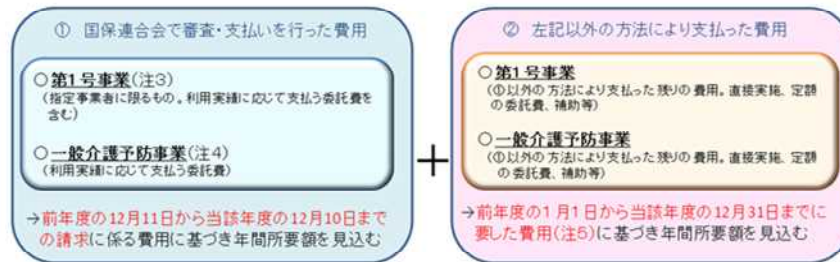 ① 国保連合会で審査・支払いを行った費用
○第1号事業(注3)
(指定事業者に限るもの。利用実績に応じて支払う委託費を
含む)
○一般介護予防事業(注4)
(利用実績に応じて支払う委託費)
→前年度の12月11日から当該年度の12月10日まで
の請求に係る費用に基づき年間所要額を見込む
+
② 左記以外の方法により支払った費用
○第1号事業
(①以外の方法により支払った残りの費用。直接実施、定額
の委託費、補助等)
○一般介護予防事業
(①以外の方法により支払った残りの費用。直接実施、定額
の委託費、補助等)
→前年度の1月1日から当該年度の12月31日までに
要した費用(注5)に基づき年間所要額を見込む